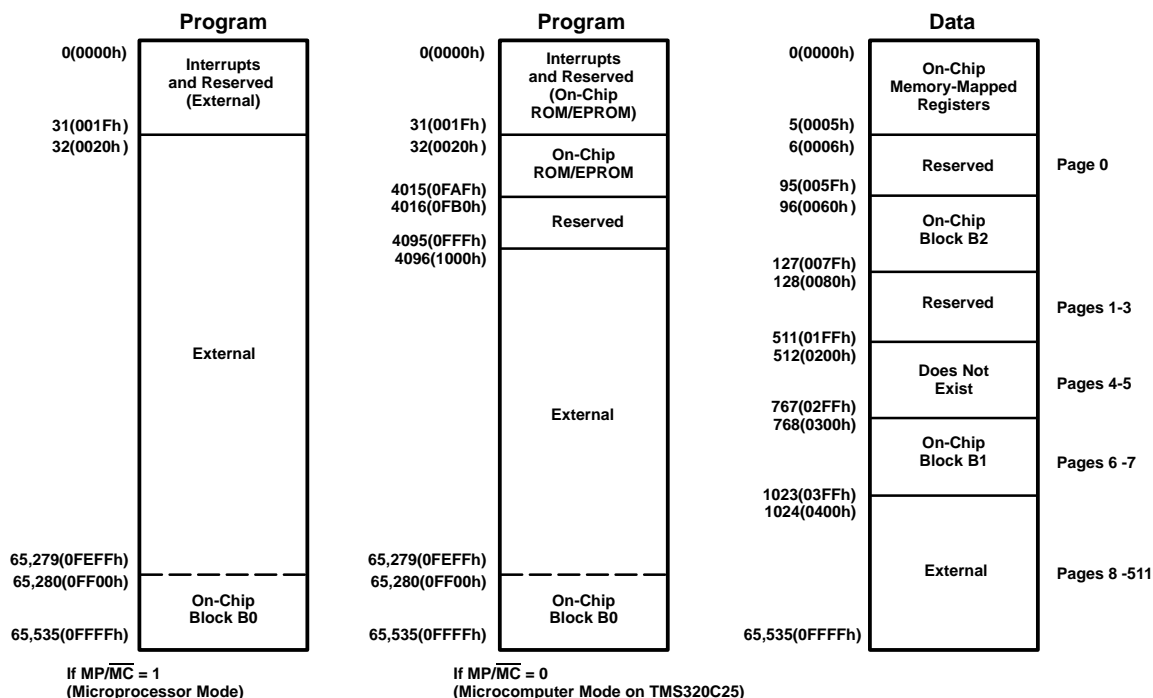 Program
0(0000h)
Interrupts
and Reserved
(External)
31(001Fh)
32(0020h)
External
65,279(0FEFFh)
65,280(0FF00h)
On-Chip
Block B0
65,535(0FFFFh)
If MP/MC = 1
(Microprocessor Mode)
Program
0(0000h)
Interrupts
and Reserved
(On-Chip
ROM/EPROM)
31(001Fh)
32(0020h)
On-Chip
ROM/EPROM
4015(0FAFh)
4016(0FB0h)
Reserved
4095(0FFFh)
4096(1000h)
External
65,279(0FEFFh)
65,280(0FF00h)
On-Chip
Block B0
65,535(0FFFFh)
If MP/MC = 0
(Microcomputer Mode on TMS320C25)
Data
0(0000h)
On-Chip
Memory-Mapped
Registers
5(0005h)
6(0006h)
Reserved
Page 0
95(005Fh)
96(0060h)
On-Chip
Block B2
127(007Fh)
128(0080h)
Reserved
Pages 1-3
511(01FFh)
512(0200h)
Does Not
Exist
Pages 4-5
767(02FFh)
768(0300h)
On-Chip
Block B1
Pages 6 -7
1023(03FFh)
1024(0400h)
External
Pages 8 -511
65,535(0FFFFh)